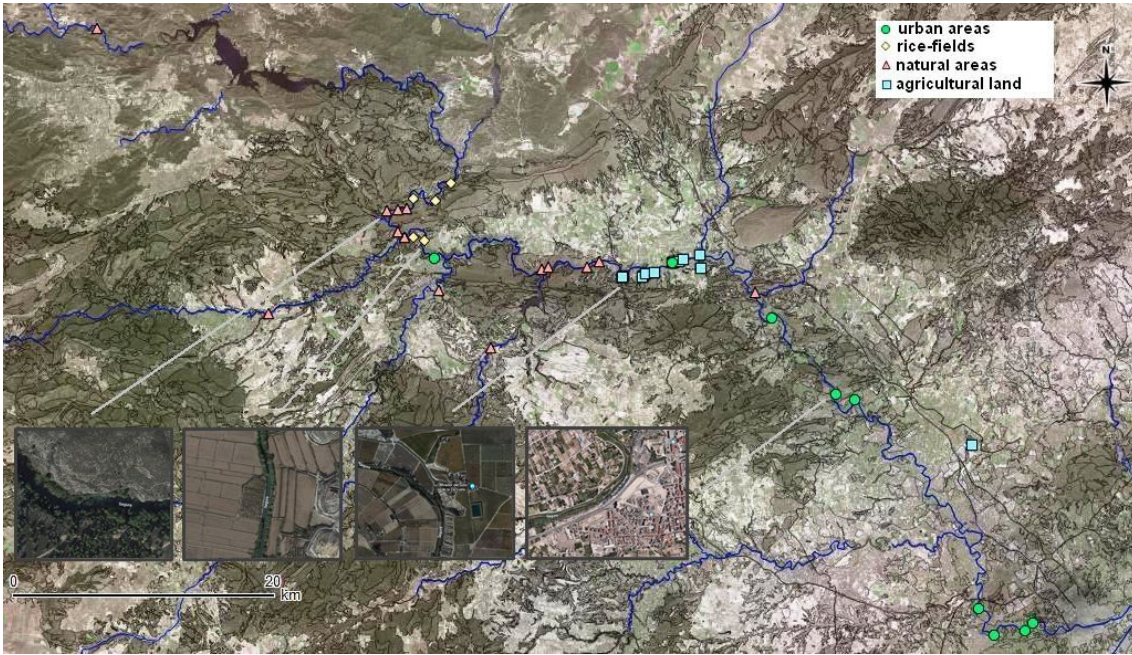 urban areas
rice-fields
natural areas
agricultural land
N
0
20
km